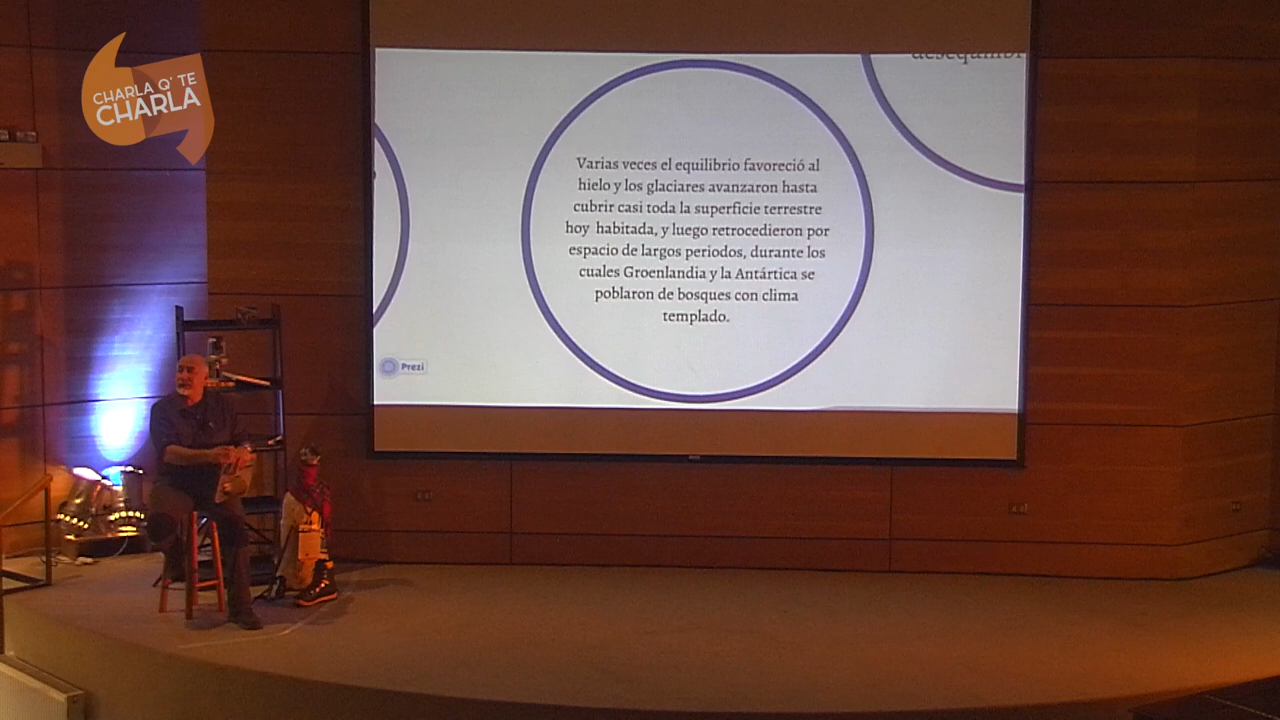 CHARLA Q' TE
CHARLA
desequilibr
Varias veces el equilibrio favoreció al
hielo y los glaciares avanzaron hasta
cubrir casi toda la superficie terrestre
hoy habitada, y luego retrocedieron por
espacio de largos periodos, durante los
cuales Groenlandia y la Antártica se
poblaron de bosques con clima
templado.
Prezi